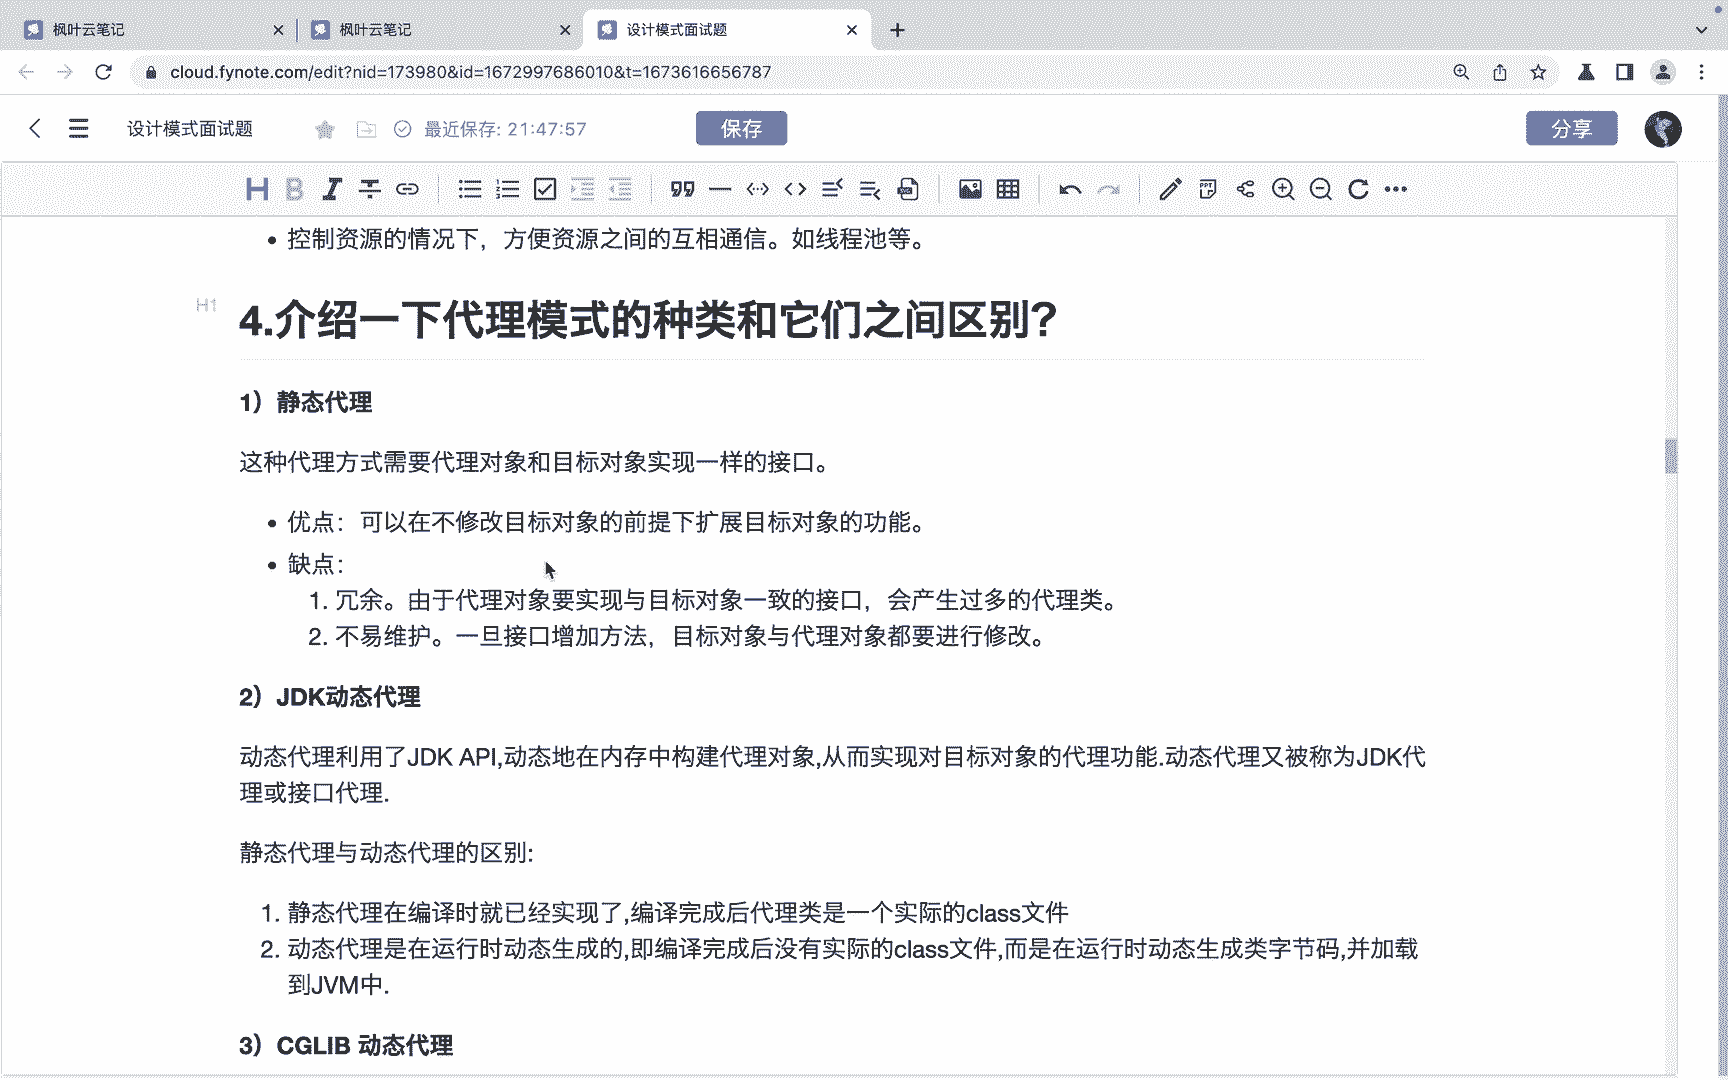 枫叶云笔记
枫叶云笔记
设计模式面试题
cloud.fynote.com/edit?nid=173980&id=1672997686010&t=1673616656787
设计模式面试题
最近保存: 21:47:57
保存
分享
控制资源的情况下，方便资源之间的互相通信。如线程池等。
H1
4.介绍一下代理模式的种类和它们之间区别?
1）静态代理
这种代理方式需要代理对象和目标对象实现一样的接口。
优点：可以在不修改目标对象的前提下扩展目标对象的功能。
缺点：
1. 冗余。由于代理对象要实现与目标对象一致的接口，会产生过多的代理类。
2. 不易维护。一旦接口增加方法，目标对象与代理对象都要进行修改。
2）JDK动态代理
动态代理利用了JDK API,动态地在内存中构建代理对象,从而实现对目标对象的代理功能.动态代理又被称为JDK代
理或接口代理.
静态代理与动态代理的区别:
1. 静态代理在编译时就已经实现了,编译完成后代理类是一个实际的class文件
2. 动态代理是在运行时动态生成的,即编译完成后没有实际的class文件,而是在运行时动态生成类字节码,并加载
到JVM中.
3）CGLIB 动态代理